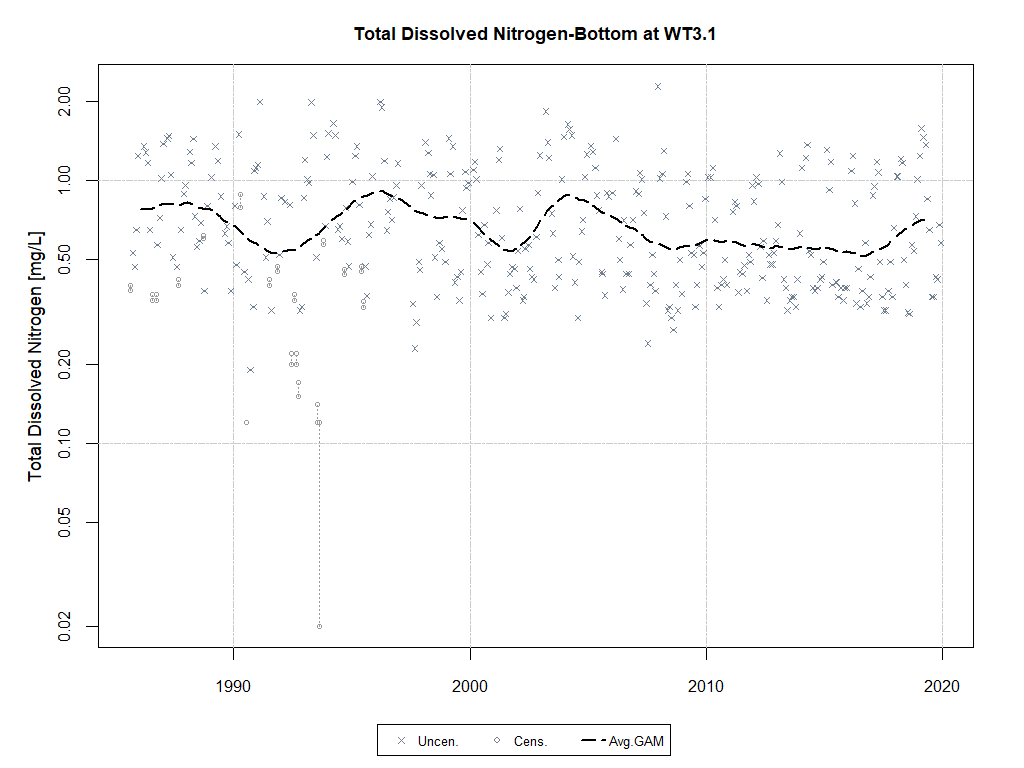 Total Dissolved Nitrogen-Bottom at WT3.1
Total Dissolved Nitrogen [mg/L]
2.00
1.00
0.50
0.20
0.10
0.05
0.02
1990 2000 2010 2020
Uncen. Cens. Avg.GAM